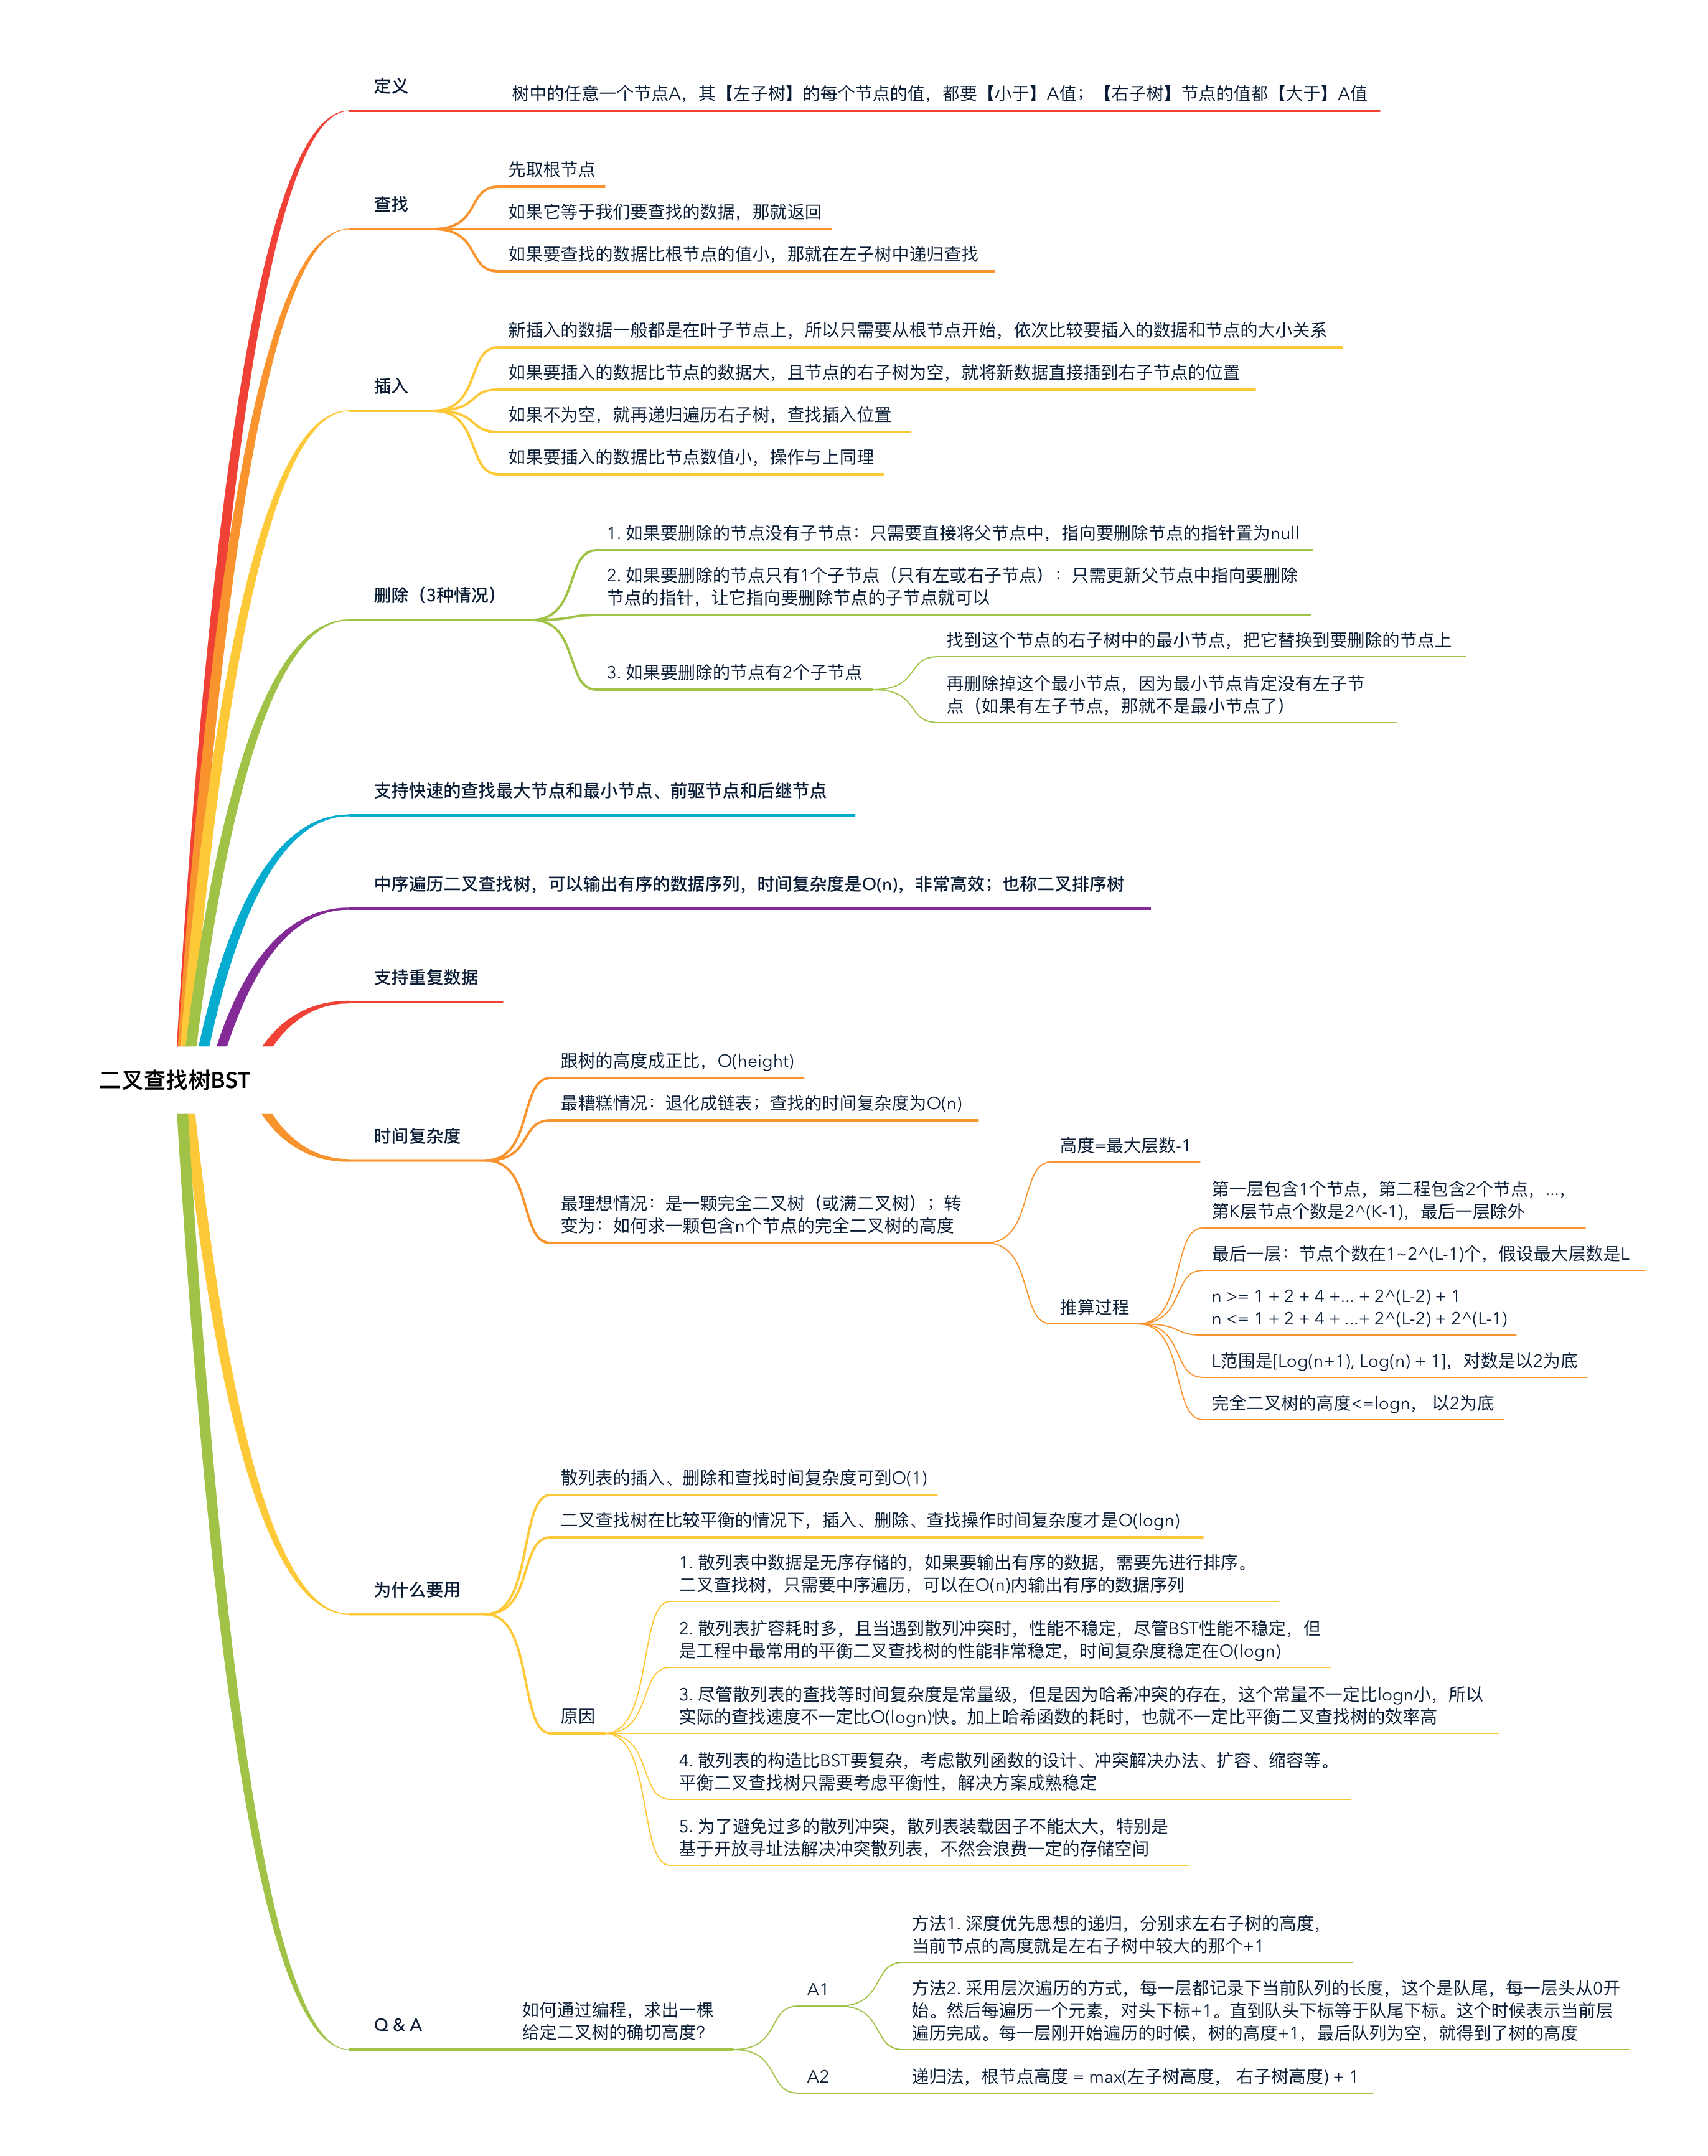 定义
树中的任意一个节点A，其【左子树】的每个节点的值，都要【小于】A值；【右子树】节点的值都【大于】A值
查找
先取根节点
如果它等于我们要查找的数据，那就返回
如果要查找的数据比根节点的值小，那就在左子树中递归查找
插入
新插入的数据一般都是在叶子节点上，所以只需要从根节点开始，依次比较要插入的数据和节点的大小关系
如果要插入的数据比节点的数据大，且节点的右子树为空，就将新数据直接插到右子节点的位置
如果不为空，就再递归遍历右子树，查找插入位置
如果要插入的数据比节点数值小，操作与上同理
删除（3种情况）
1. 如果要删除的节点没有子节点：只需要直接将父节点中，指向要删除节点的指针置为null
2. 如果要删除的节点只有1个子节点（只有左或右子节点）：只需更新父节点中指向要删除
节点的指针，让它指向要删除节点的子节点就可以
3. 如果要删除的节点有2个子节点
找到这个节点的右子树中的最小节点，把它替换到要删除的节点上
再删除掉这个最小节点，因为最小节点肯定没有左子节
点（如果有左子节点，那就不是最小节点了）
支持快速的查找最大节点和最小节点、前驱节点和后继节点
中序遍历二叉查找树，可以输出有序的数据序列，时间复杂度是O(n)，非常高效；也称二叉排序树
支持重复数据
二叉查找树BST
时间复杂度
跟树的高度成正比，O(height)
最糟糕情况：退化成链表；查找的时间复杂度为O(n)
最理想情况：是一颗完全二叉树（或满二叉树）；转
变为：如何求一颗包含n个节点的完全二叉树的高度
高度=最大层数-1
推算过程
第一层包含1个节点，第二程包含2个节点，...，
第K层节点个数是2^(K-1)，最后一层除外
最后一层：节点个数在1~2^(L-1)个，假设最大层数是L
n >= 1 + 2 + 4 +... + 2^(L-2) + 1
n <= 1 + 2 + 4 + ...+ 2^(L-2) + 2^(L-1)
L范围是[Log(n+1), Log(n) + 1]，对数是以2为底
完全二叉树的高度<=logn， 以2为底
为什么要用
散列表的插入、删除和查找时间复杂度可到O(1)
二叉查找树在比较平衡的情况下，插入、删除、查找操作时间复杂度才是O(logn)
原因
1. 散列表中数据是无序存储的，如果要输出有序的数据，需要先进行排序。
二叉查找树，只需要中序遍历，可以在O(n)内输出有序的数据序列
2. 散列表扩容耗时多，且当遇到散列冲突时，性能不稳定，尽管BST性能不稳定，但
是工程中最常用的平衡二叉查找树的性能非常稳定，时间复杂度稳定在O(logn)
3. 尽管散列表的查找等时间复杂度是常量级，但是因为哈希冲突的存在，这个常量不一定比logn小，所以
实际的查找速度不一定比O(logn)快。加上哈希函数的耗时，也就不一定比平衡二叉查找树的效率高
4. 散列表的构造比BST要复杂，考虑散列函数的设计、冲突解决办法、扩容、缩容等。
平衡二叉查找树只需要考虑平衡性，解决方案成熟稳定
5. 为了避免过多的散列冲突，散列表装载因子不能太大，特别是
基于开放寻址法解决冲突散列表，不然会浪费一定的存储空间
Q & A
如何通过编程，求出一棵
给定二叉树的确切高度？
A1
方法1. 深度优先思想的递归，分别求左右子树的高度，
当前节点的高度就是左右子树中较大的那个+1
方法2. 采用层次遍历的方式，每一层都记录下当前队列的长度，这个是队尾，每一层头从0开
始。然后每遍历一个元素，对头下标+1。直到队头下标等于队尾下标。这个时候表示当前层
遍历完成。每一层刚开始遍历的时候，树的高度+1，最后队列为空，就得到了树的高度
A2
递归法，根节点高度 = max(左子树高度， 右子树高度) + 1